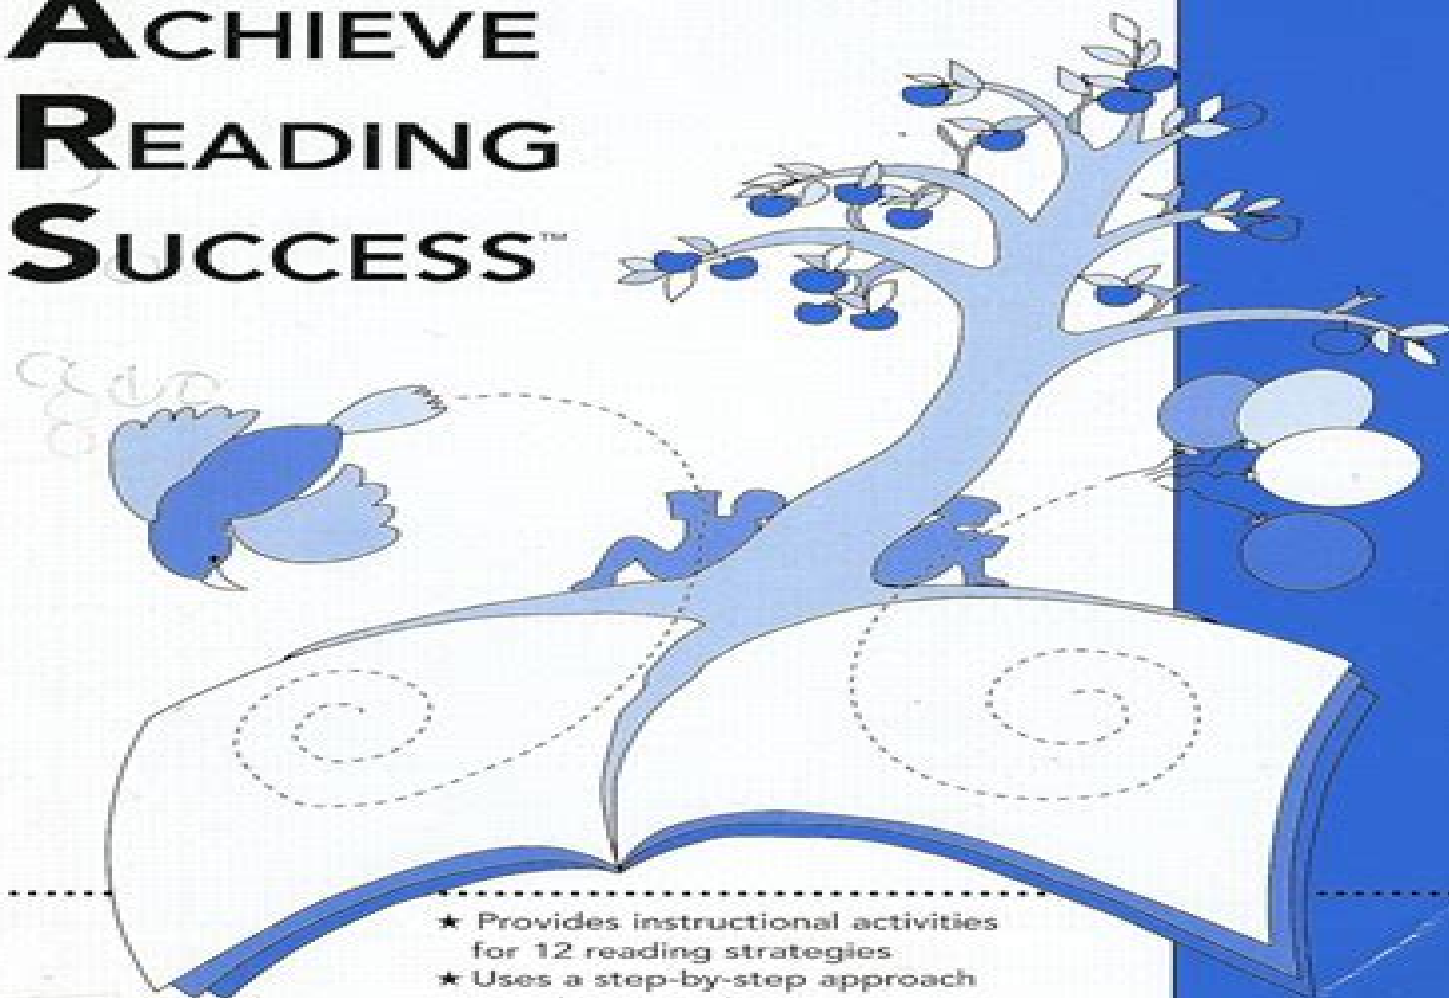 ACHIEVE
READING
SUCCESS™
★ Provides instructional activities
for 12 reading strategies
★ Uses a step-by-step approach